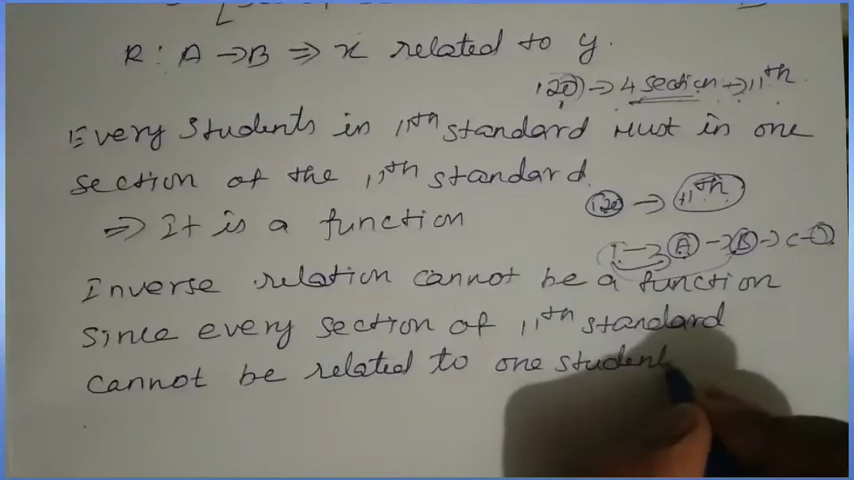 R : A → B ⇒ x related to y.
120 → 4 section → 11th
Every students in 11th standard must in one
section of the 11th standard.
120 → 11th
⇒ It is a function
A → B → C
Inverse relation cannot be a function
since every section of 11th standard
cannot be related to one student